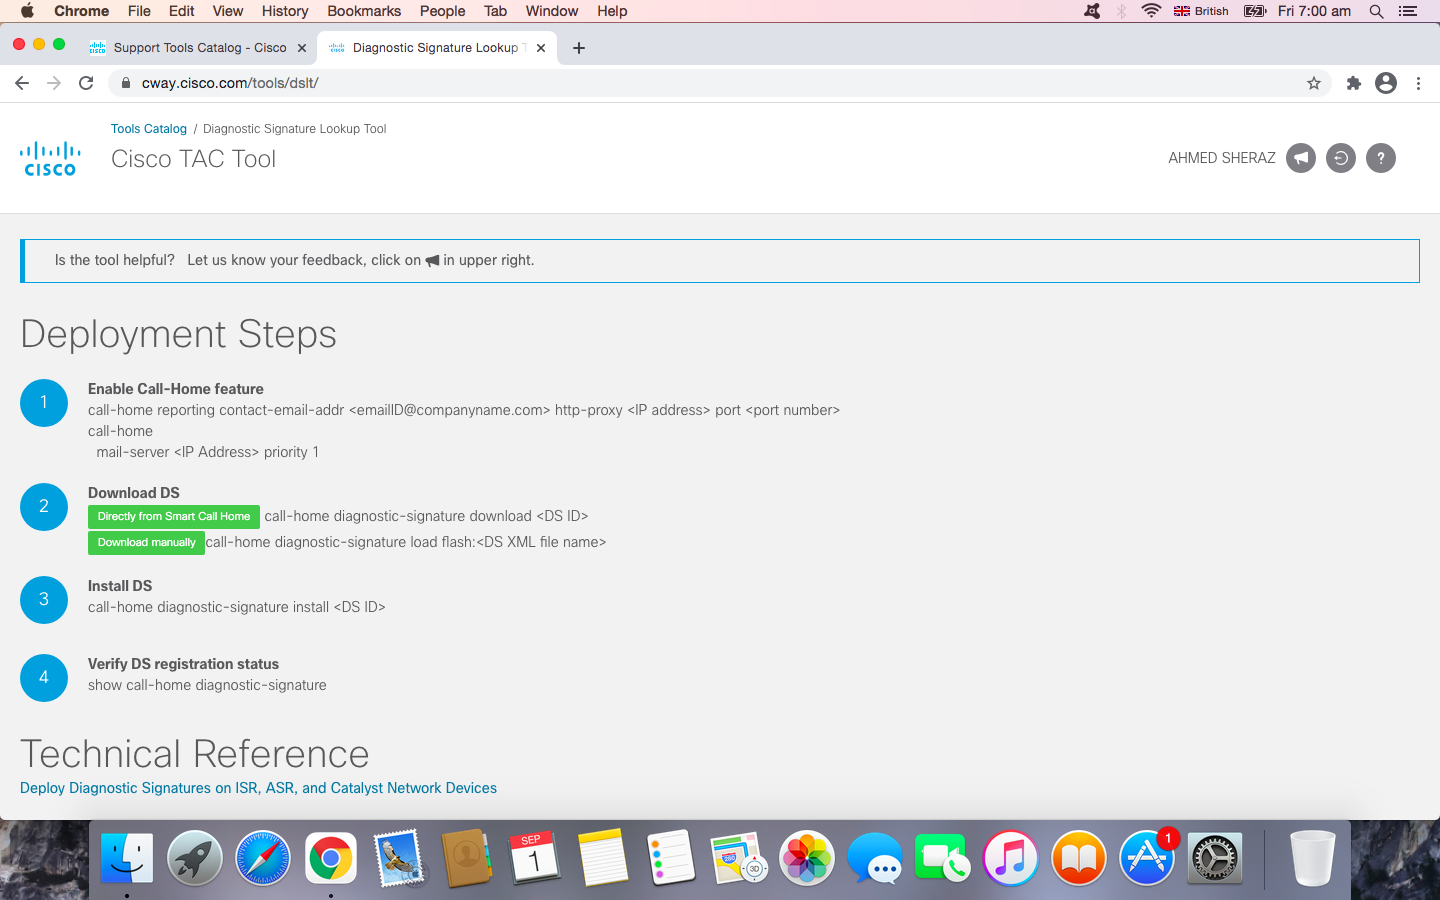 Chrome File Edit View History Bookmarks People Tab Window Help British Fri 7:00 am
Support Tools Catalog - Cisco
Diagnostic Signature Lookup T
cway.cisco.com/tools/dslt/
Tools Catalog / Diagnostic Signature Lookup Tool
CISCO
Cisco TAC Tool
AHMED SHERAZ
?
Is the tool helpful? Let us know your feedback, click on in upper right.
Deployment Steps
1
Enable Call-Home feature
call-home reporting contact-email-addr <emailID@companyname.com> http-proxy <IP address> port <port number>
call-home
mail-server <IP Address> priority 1
2
Download DS
Directly from Smart Call Home call-home diagnostic-signature download <DS ID>
Download manually call-home diagnostic-signature load flash:<DS XML file name>
3
Install DS
call-home diagnostic-signature install <DS ID>
4
Verify DS registration status
show call-home diagnostic-signature
Technical Reference
Deploy Diagnostic Signatures on ISR, ASR, and Catalyst Network Devices
SEP
1
280
3D
1